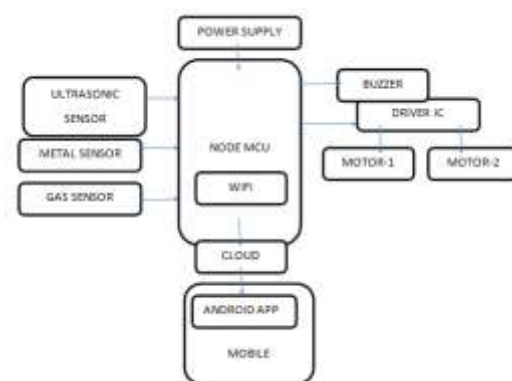 POWER SUPPLY
ULTRASONIC
SENSOR
METAL SENSOR
GAS SENSOR
NODE MCU
WIFI
BUZZER
DRIVER IC
MOTOR-1
MOTOR-2
CLOUD
ANDROID APP
MOBILE